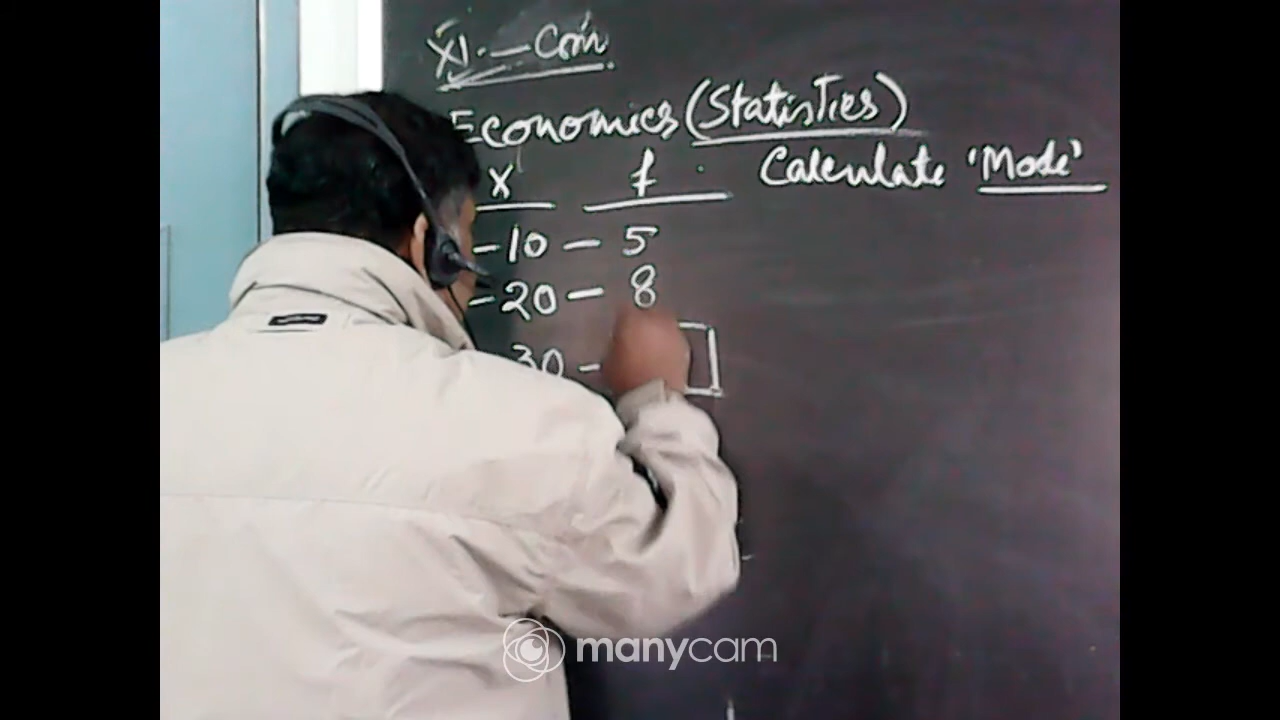 XI - Com
Economics (Statistics)
Calculate 'Mode'
X f
-10 - 5
-20 - 8
30 -
manycam